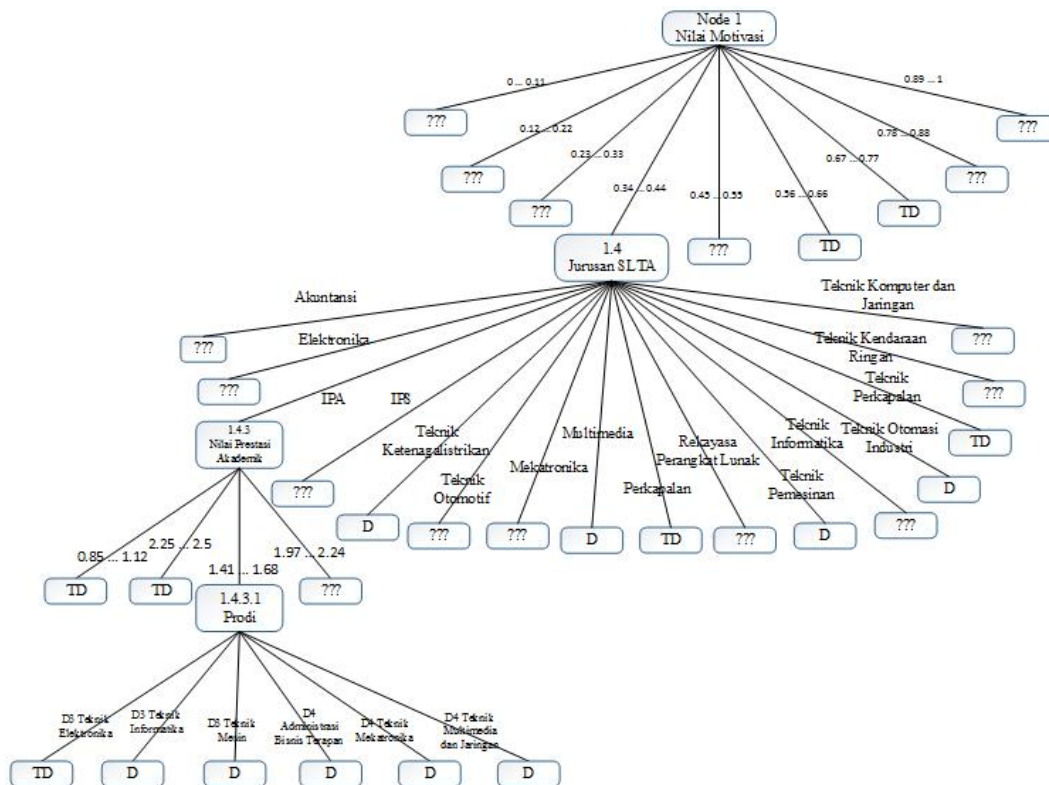 Node 1
Nilai Motivasi
0 ... 0.11
0.89 ... 1
???
???
0.12 ... 0.22
0.78 ... 0.88
0.23 ... 0.33
0.67 ... 0.77
???
???
0.34 ... 0.44
0.45 ... 0.55
0.56 ... 0.66
???
TD
1.4
Jurusan SLTA
???
TD
Akuntansi
Teknik Komputer dan
Jaringan
???
Elektronika
Teknik Kendaraan
Ringan
???
???
???
IPA
IPS
Teknik
Perkapalan
1.4.3
Nilai Prestasi
Akademik
Teknik
Ketenagalistrikan
Multimedia
Rekayasa
Perangkat Lunak
Teknik
Informatika
Teknik Otomasi
Industri
TD
Teknik
Otomotif
Mekatronika
Perkapalan
Teknik
Pemesinan
???
D
D
???
???
D
TD
???
D
???
0.85 ... 1.12
2.25 ... 2.5
1.41 ... 1.68
1.97 ... 2.24
TD
TD
???
1.4.3.1
Prodi
D3 Teknik
Elektronika
D3 Teknik
Informatika
D3 Teknik
Mesin
D4
Administrasi
Bisnis Terapan
D4 Teknik
Mekatronika
D4 Teknik
Multimedia
dan Jaringan
TD
D
D
D
D
D